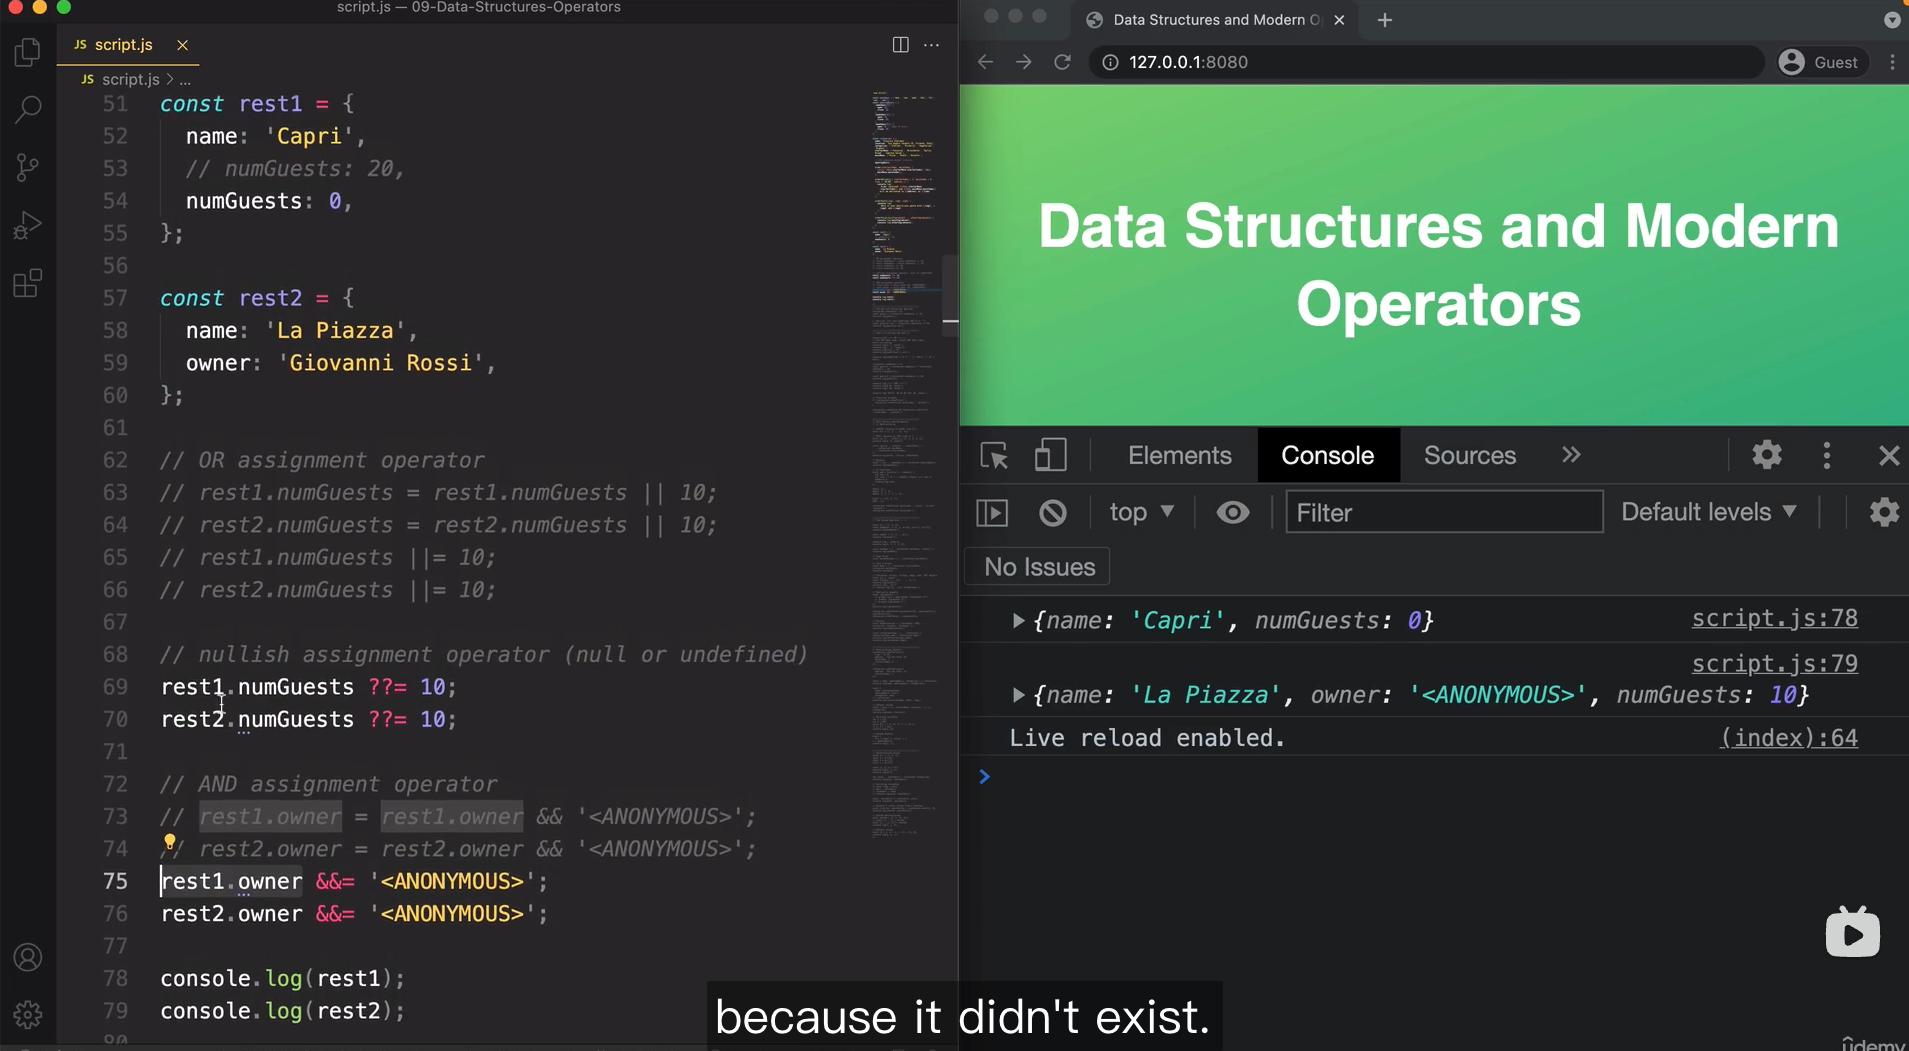 script.js — 09-Data-Structures-Operators
JS script.js ×
JS script.js > ...
51 const rest1 = {
52 name: 'Capri',
53 // numGuests: 20,
54 numGuests: 0,
55 };
56
57 const rest2 = {
58 name: 'La Piazza',
59 owner: 'Giovanni Rossi',
60 };
61
62 // OR assignment operator
63 // rest1.numGuests = rest1.numGuests || 10;
64 // rest2.numGuests = rest2.numGuests || 10;
65 // rest1.numGuests ||= 10;
66 // rest2.numGuests ||= 10;
67
68 // nullish assignment operator (null or undefined)
69 rest1.numGuests ??= 10;
70 rest2.numGuests ??= 10;
71
72 // AND assignment operator
73 // rest1.owner = rest1.owner && '<ANONYMOUS>';
74 // rest2.owner = rest2.owner && '<ANONYMOUS>';
75 rest1.owner &&= '<ANONYMOUS>';
76 rest2.owner &&= '<ANONYMOUS>';
77
78 console.log(rest1);
79 console.log(rest2);
80
Data Structures and Modern O
127.0.0.1:8080
Guest
Data Structures and Modern
Operators
Elements Console Sources »
top Filter Default levels
No Issues
{name: 'Capri', numGuests: 0} script.js:78
script.js:79
{name: 'La Piazza', owner: '<ANONYMOUS>', numGuests: 10}
Live reload enabled. (index):64
because it didn't exist.
udemy